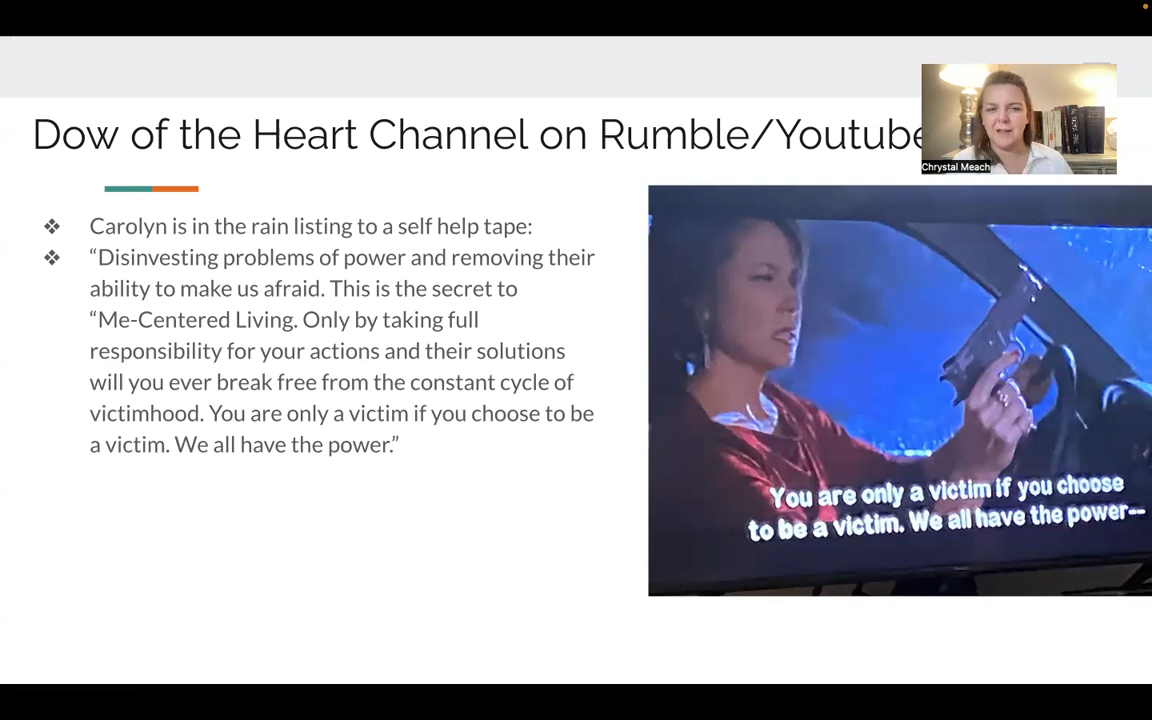 Dow of the Heart Channel on Rumble/Youtube
Chrystal Meach
❖ Carolyn is in the rain listing to a self help tape:
❖ “Disinvesting problems of power and removing their
ability to make us afraid. This is the secret to
“Me-Centered Living. Only by taking full
responsibility for your actions and their solutions
will you ever break free from the constant cycle of
victimhood. You are only a victim if you choose to be
a victim. We all have the power.”
You are only a victim if you choose
to be a victim. We all have the power--